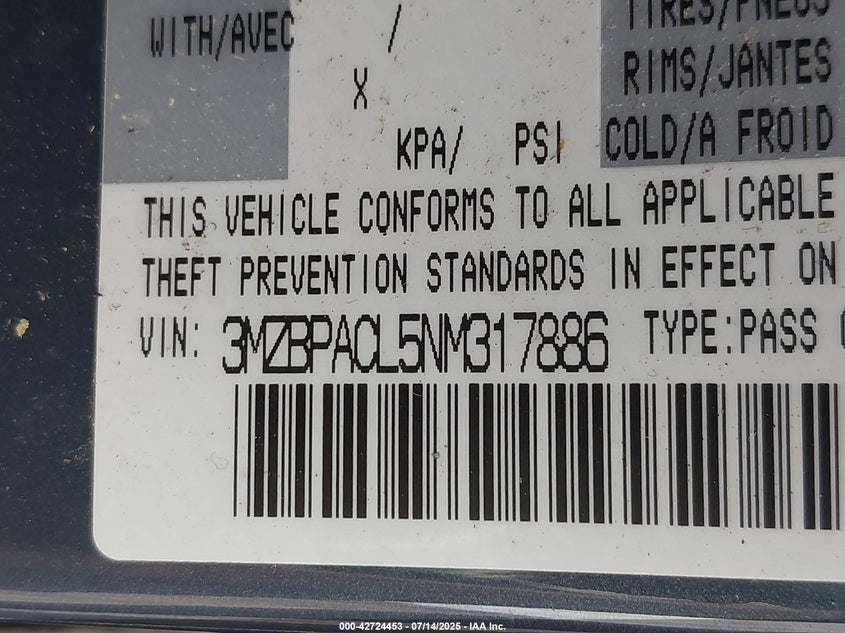 WITH/AVEC /
TIRES/PNEUS
X
RIMS/JANTES
KPA/ PSI
COLD/A FROID
THIS VEHICLE CONFORMS TO ALL APPLICABLE
THEFT PREVENTION STANDARDS IN EFFECT ON
VIN: 3MZBPACL5NM317886 TYPE:PASS
000-42724453 - 07/14/2025 - IAA Inc.